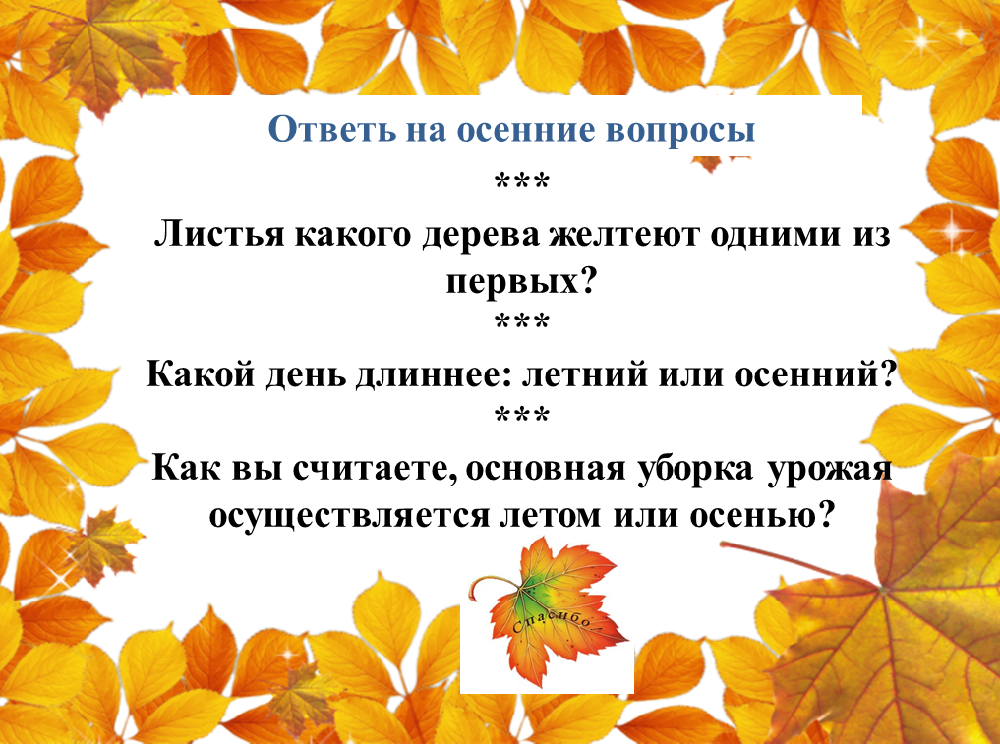 Ответь на осенние вопросы
***
Листья какого дерева желтеют одними из
первых?
***
Какой день длиннее: летний или осенний?
***
Как вы считаете, основная уборка урожая
осуществляется летом или осенью?
Спасибо